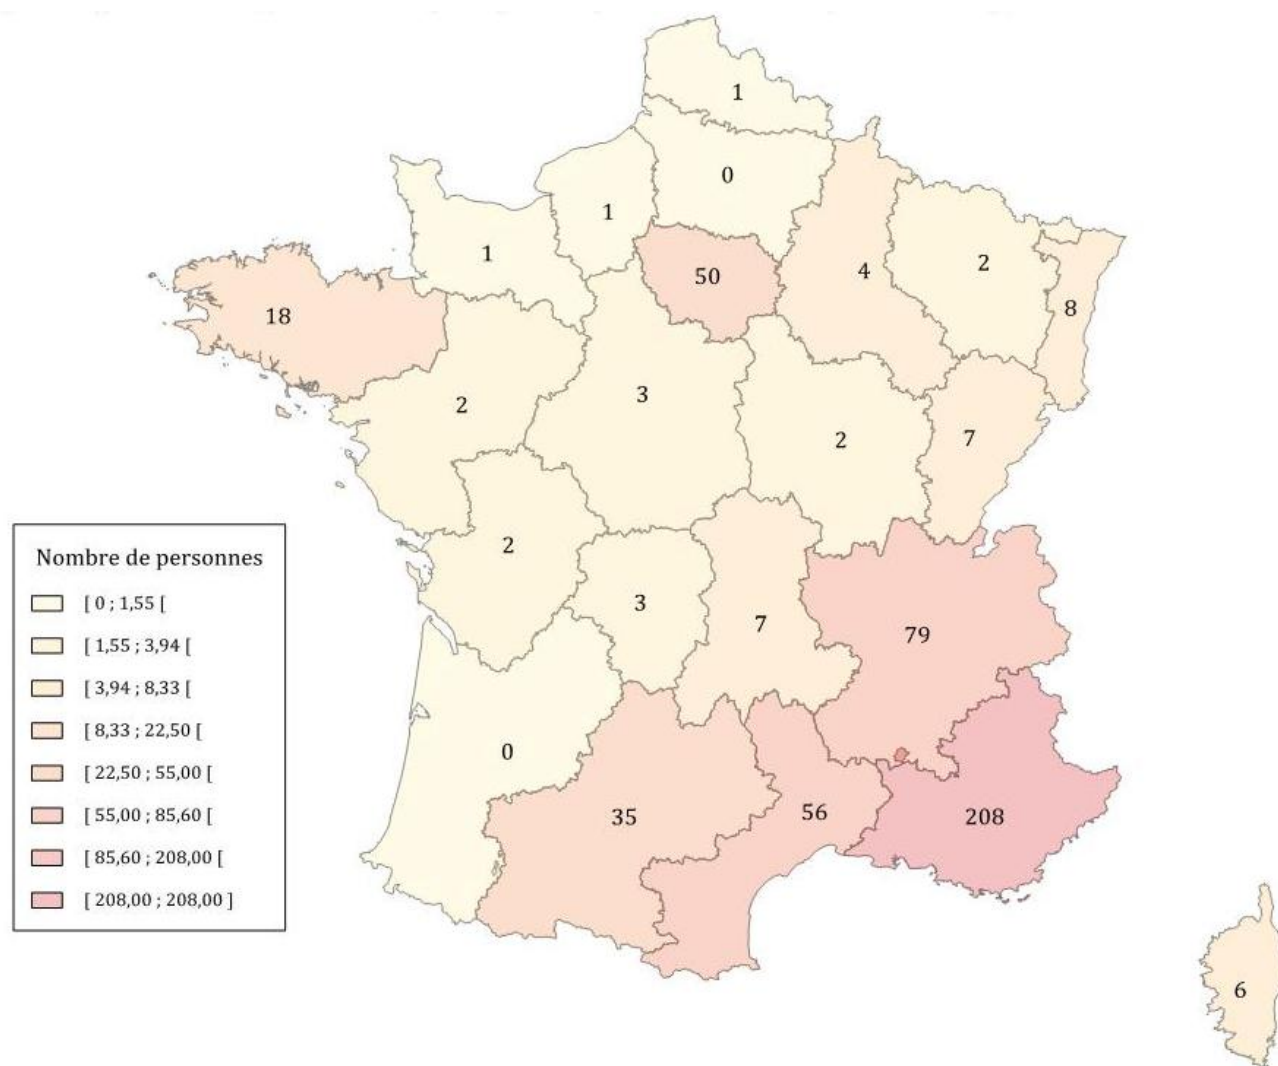 1
0
1
1
50
4
2
8
18
2
3
2
7
2
3
7
79
0
35
56
208
6
Nombre de personnes
[ 0 ; 1,55 [
[ 1,55 ; 3,94 [
[ 3,94 ; 8,33 [
[ 8,33 ; 22,50 [
[ 22,50 ; 55,00 [
[ 55,00 ; 85,60 [
[ 85,60 ; 208,00 [
[ 208,00 ; 208,00 ]